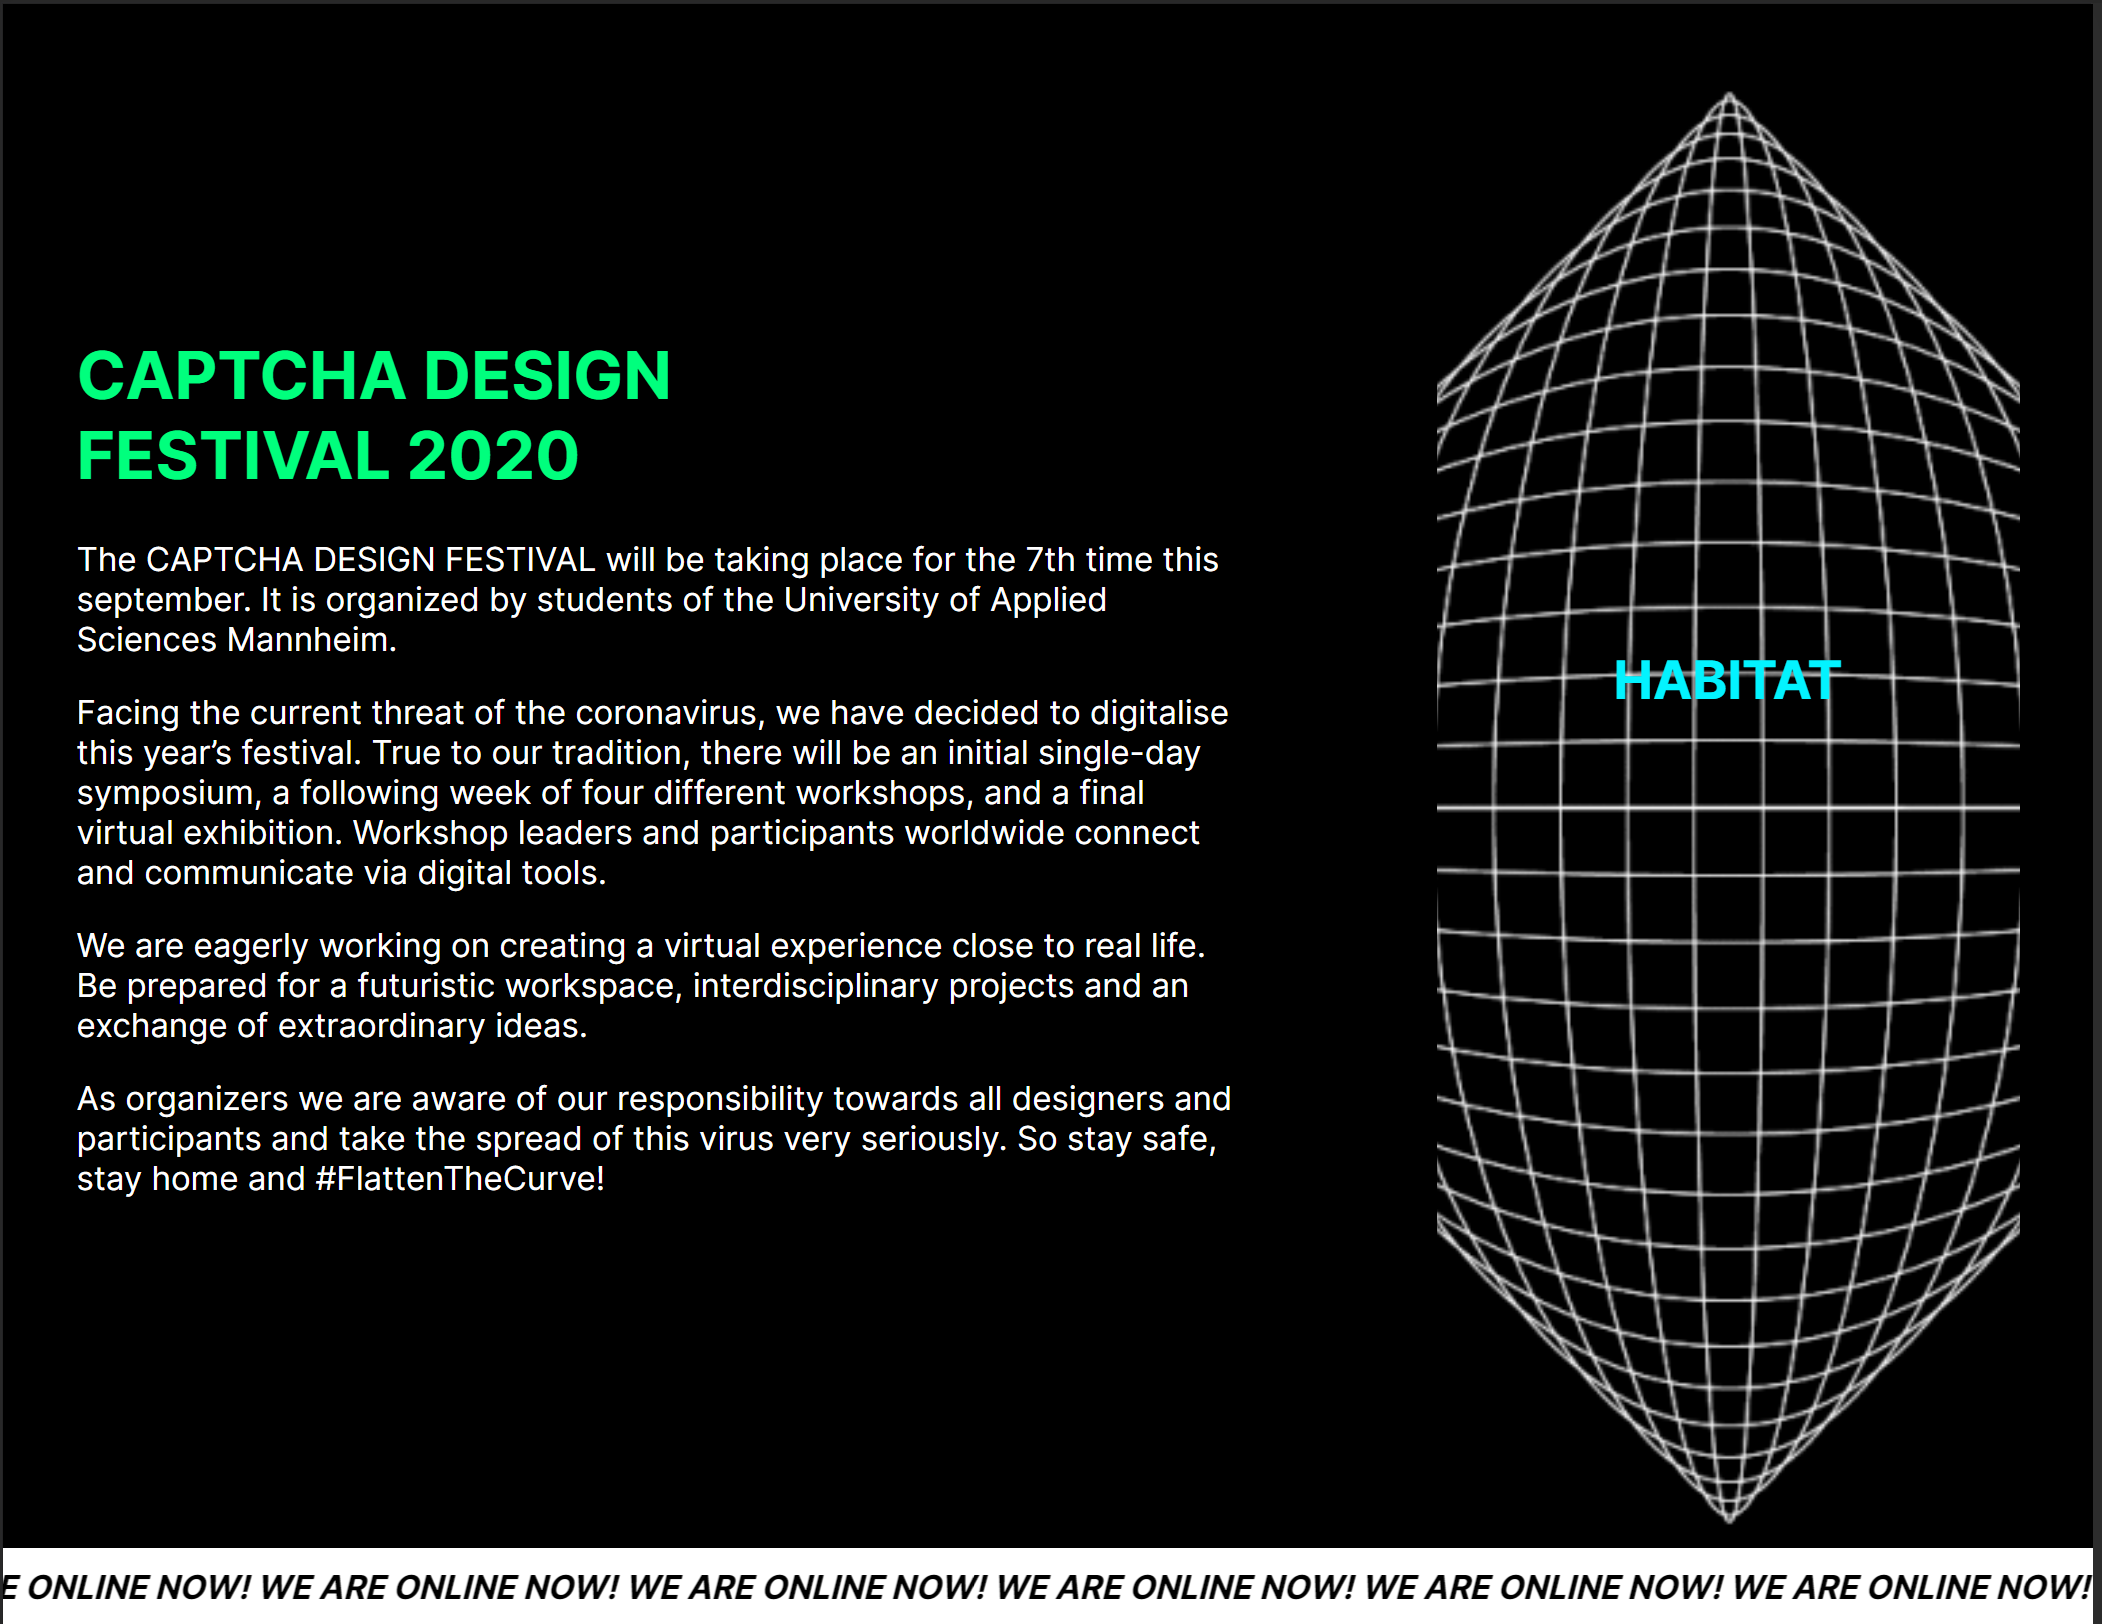 CAPTCHA DESIGN
FESTIVAL 2020
The CAPTCHA DESIGN FESTIVAL will be taking place for the 7th time this
september. It is organized by students of the University of Applied
Sciences Mannheim.
Facing the current threat of the coronavirus, we have decided to digitalise
this year’s festival. True to our tradition, there will be an initial single-day
symposium, a following week of four different workshops, and a final
virtual exhibition. Workshop leaders and participants worldwide connect
and communicate via digital tools.
We are eagerly working on creating a virtual experience close to real life.
Be prepared for a futuristic workspace, interdisciplinary projects and an
exchange of extraordinary ideas.
As organizers we are aware of our responsibility towards all designers and
participants and take the spread of this virus very seriously. So stay safe,
stay home and #FlattenTheCurve!
HABITAT
E ONLINE NOW! WE ARE ONLINE NOW! WE ARE ONLINE NOW! WE ARE ONLINE NOW! WE ARE ONLINE NOW! WE ARE ONLINE NOW!